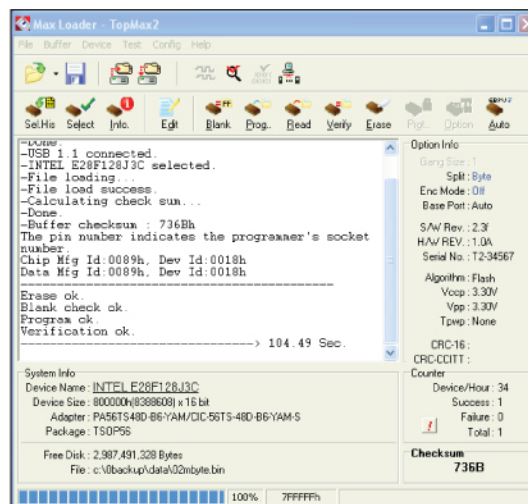 Max Loader - TopMax2
File Buffer Device Test Config Help
Sel.His Select Info. Edit Blank Prog.. Read Verify Erase Option Auto
-Done.
-USB 1.1 connected.
-INTEL E28F128J3C selected.
-File loading...
-File load success.
-Calculating check sum...
-Done.
-Buffer checksum : 736Bh
The pin number indicates the programmer's socket
number.
Chip Mfg Id:0089h, Dev Id:0018h
Data Mfg Id:0089h, Dev Id:0018h
Erase ok.
Blank check ok.
Program ok.
Verification ok.
--------------------------------> 104.49 Sec.
Option Info
Gang Size : 1
Split : Byte
Enc Mode : Off
Base Port : Auto
S/W Rev. : 2.3f
H/W REV. : 1.0A
Serial No. : T2-34567
Algorithm : Flash
Vccp : 3.30V
Vpp : 3.30V
Tpwp : None
CRC-16 :
CRC-CCITT :
System Info
Device Name : INTEL E28F128J3C
Device Size : 800000h(8388608) x 16 bit
Adapter : PA56TS48D-B6-YAM/CIC-56TS-48D-B6-YAM-S
Package : TSOP56
Free Disk : 2,987,491,328 Bytes
File : c:\0backup\data\02mbyte.bin
Counter
Device/Hour : 34
Success : 1
Failure : 0
Total : 1
Checksum
736B
100% 7FFFFFh